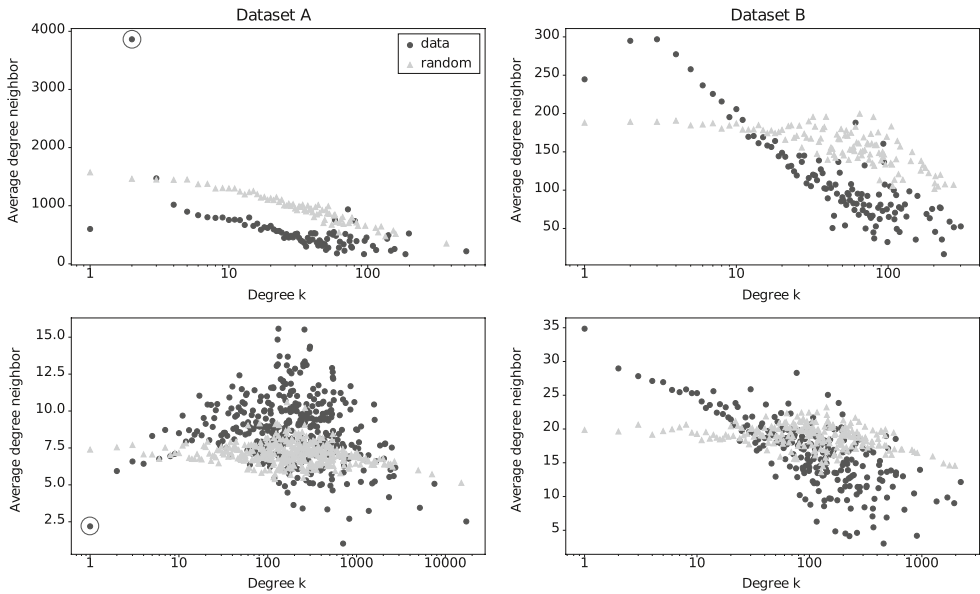 Dataset A
Dataset B
Average degree neighbor
4000
3000
2000
1000
0
data
random
1 10 100
Degree k
Average degree neighbor
300
250
200
150
100
50
1 10 100
Degree k
Average degree neighbor
15.0
12.5
10.0
7.5
5.0
2.5
1 10 100 1000 10000
Degree k
Average degree neighbor
35
30
25
20
15
10
5
1 10 100 1000
Degree k